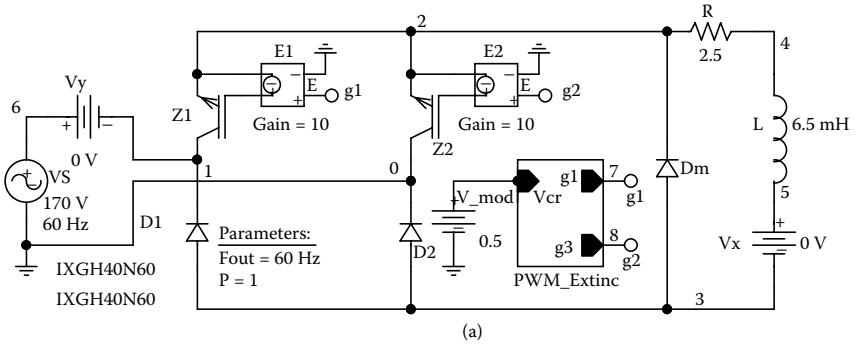 2
R
2.5
4
E1
E
+
−
g1
Gain = 10
E2
E
+
−
g2
Gain = 10
Vy
+
−
0 V
6
Z1
Z2
1
0
L
6.5 mH
5
VS
170 V
60 Hz
D1
IXGH40N60
IXGH40N60
Parameters:
Fout = 60 Hz
P = 1
D2
V_mod
+
−
0.5
Vcr
g1
7
g1
g3
8
g2
PWM_Extinc
Dm
Vx
+
−
0 V
3
(a)